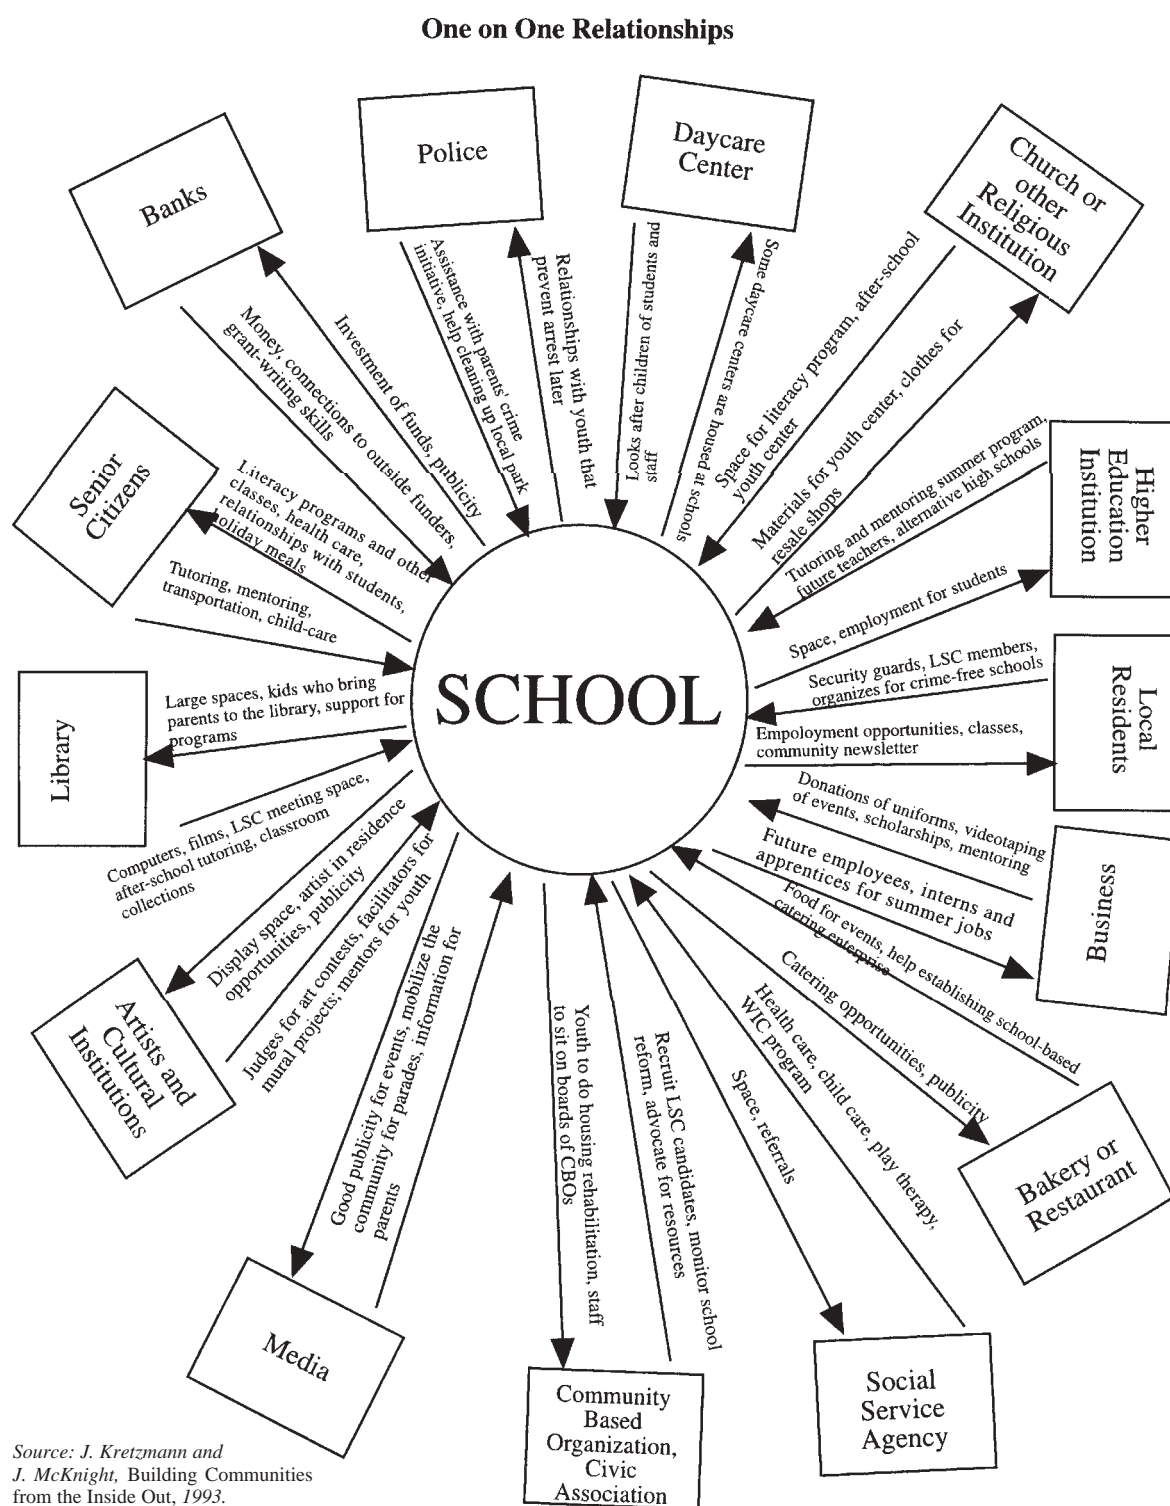 One on One Relationships
Police
Daycare
Center
Church or
other
Religious
Institution
Banks
Assistance with parents' crime
initiative, help cleaning up local park
Relationships with youth that
prevent arrest later
Looks after children of students and
staff
Some daycare centers are housed at schools
Space for literacy program, after-school
youth center
Materials for youth center, clothes for
resale shops
Money, connections to outside funders,
grant-writing skills
Investment of funds, publicity
Senior
Citizens
Literacy programs and other
classes, health care,
relationships with students,
holiday meals
Tutoring, mentoring,
transportation, child-care
Higher
Education
Institution
Tutoring and mentoring summer program,
future teachers, alternative high schools
Space, employment for students
Library
Large spaces, kids who bring
parents to the library, support for
programs
Computers, films, LSC meeting space,
after-school tutoring, classroom
collections
SCHOOL
Local
Residents
Security guards, LSC members,
organizes for crime-free schools
Empoloyment opportunities, classes,
community newsletter
Business
Donations of uniforms, videotaping
of events, scholarships, mentoring
Future employees, interns and
apprentices for summer jobs
Artists and
Cultural
Institutions
Display space, artist in residence
opportunities, publicity
Judges for art contests, facilitators for
mural projects; mentors for youth
Food for events, help establishing school-based
catering enterprise
Catering opportunities, publicity
Bakery or
Restaurant
Media
Good publicity for events, mobilize the
community for parades, information for
parents
Youth to do housing rehabilitation, staff
to sit on boards of CBOs
Recruit LSC candidates, monitor school
reform, advocate for resources
Space, referrals
Health care, child care, play therapy,
WIC program
Community
Based
Organization,
Civic
Association
Social
Service
Agency
Source: J. Kretzmann and
J. McKnight, Building Communities
from the Inside Out, 1993.